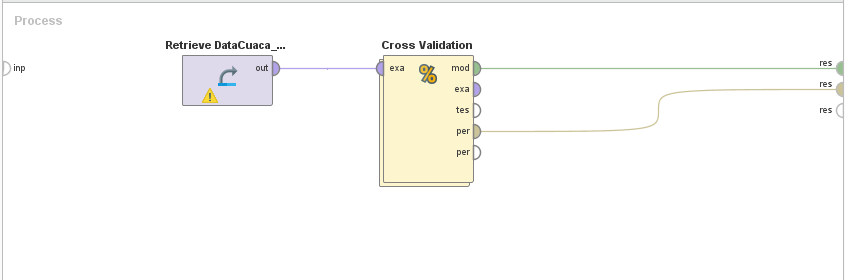 Process
Retrieve DataCuaca_...
Cross Validation
inp
out
exa
%
mod
exa
tes
per
per
res
res
res